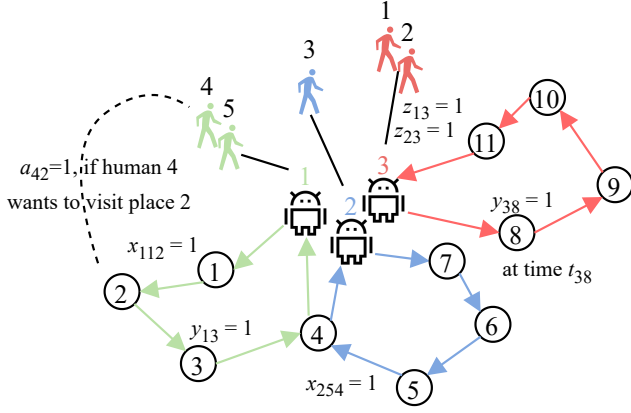 1
2
3
4
5
z₁₃ = 1
z₂₃ = 1
10
11
a₄₂=1, if human 4
wants to visit place 2
1
3
9
2
y₃₈ = 1
8
at time t₃₈
x₁₁₂ = 1
1
7
2
y₁₃ = 1
4
6
3
x₂₅₄ = 1
5